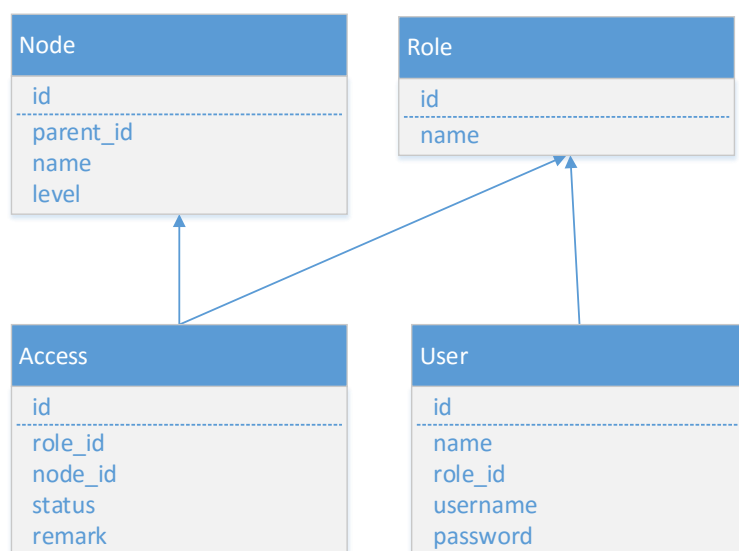 Node
id
parent_id
name
level
Role
id
name
Access
id
role_id
node_id
status
remark
User
id
name
role_id
username
password